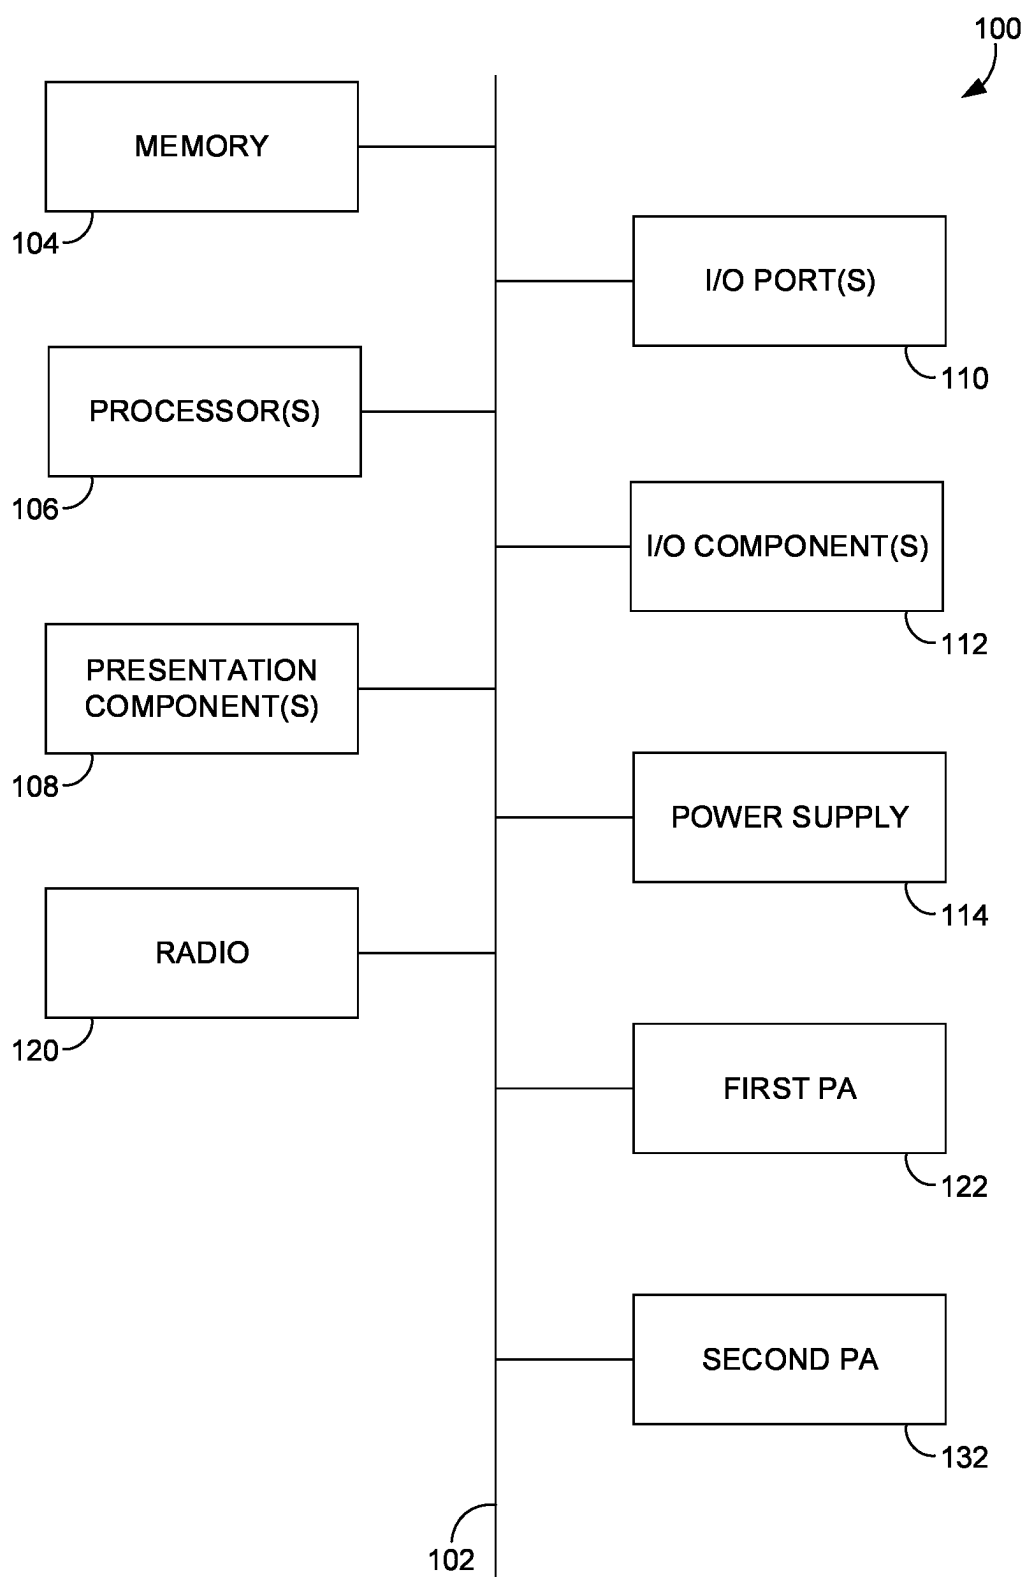 100
MEMORY
104
I/O PORT(S)
110
PROCESSOR(S)
106
I/O COMPONENT(S)
112
PRESENTATION
COMPONENT(S)
108
POWER SUPPLY
114
RADIO
120
FIRST PA
122
SECOND PA
132
102